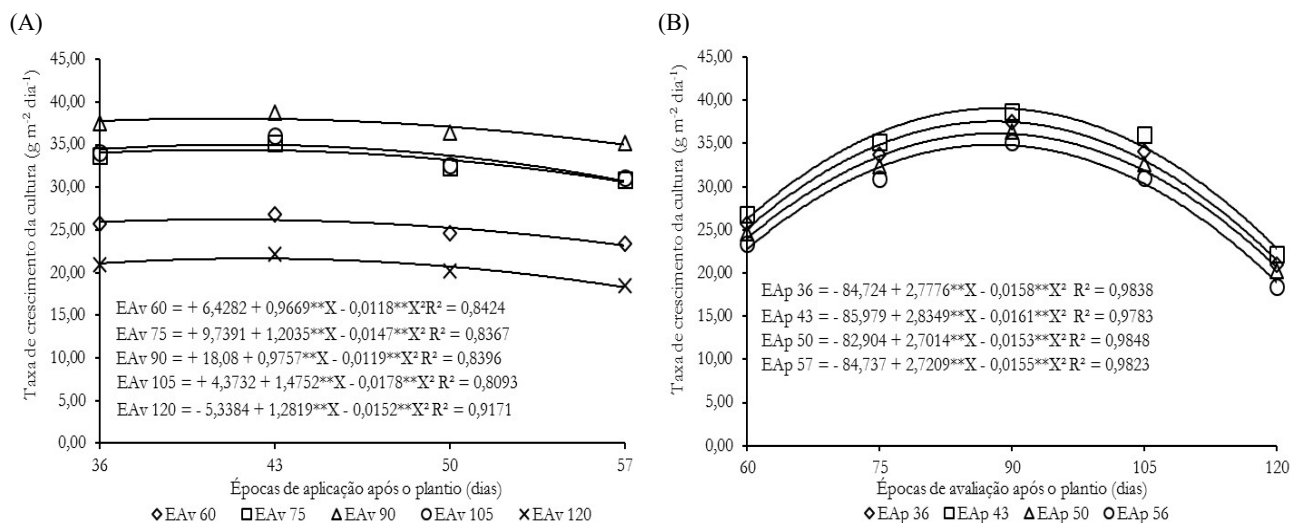 (A)
Taxa de crescimento da cultura (g m⁻² dia⁻¹)
45,00
40,00
35,00
30,00
25,00
20,00
15,00
10,00
5,00
0,00
EAv 60 = + 6,4282 + 0,9669**X - 0,0118**X² R² = 0,8424
EAv 75 = + 9,7391 + 1,2035**X - 0,0147**X² R² = 0,8367
EAv 90 = + 18,08 + 0,9757**X - 0,0119**X² R² = 0,8396
EAv 105 = + 4,3732 + 1,4752**X - 0,0178**X² R² = 0,8093
EAv 120 = - 5,3384 + 1,2819**X - 0,0152**X² R² = 0,9171
36 43 50 57
Épocas de aplicação após o plantio (dias)
EAv 60 EAv 75 EAv 90 EAv 105 EAv 120
(B)
Taxa de crescimento da cultura (g m⁻² dia⁻¹)
45,00
40,00
35,00
30,00
25,00
20,00
15,00
10,00
5,00
0,00
EAp 36 = - 84,724 + 2,7776**X - 0,0158**X² R² = 0,9838
EAp 43 = - 85,979 + 2,8349**X - 0,0161**X² R² = 0,9783
EAp 50 = - 82,904 + 2,7014**X - 0,0153**X² R² = 0,9848
EAp 57 = - 84,737 + 2,7209**X - 0,0155**X² R² = 0,9823
60 75 90 105 120
Épocas de avaliação após o plantio (dias)
EAp 36 EAp 43 EAp 50 EAp 56